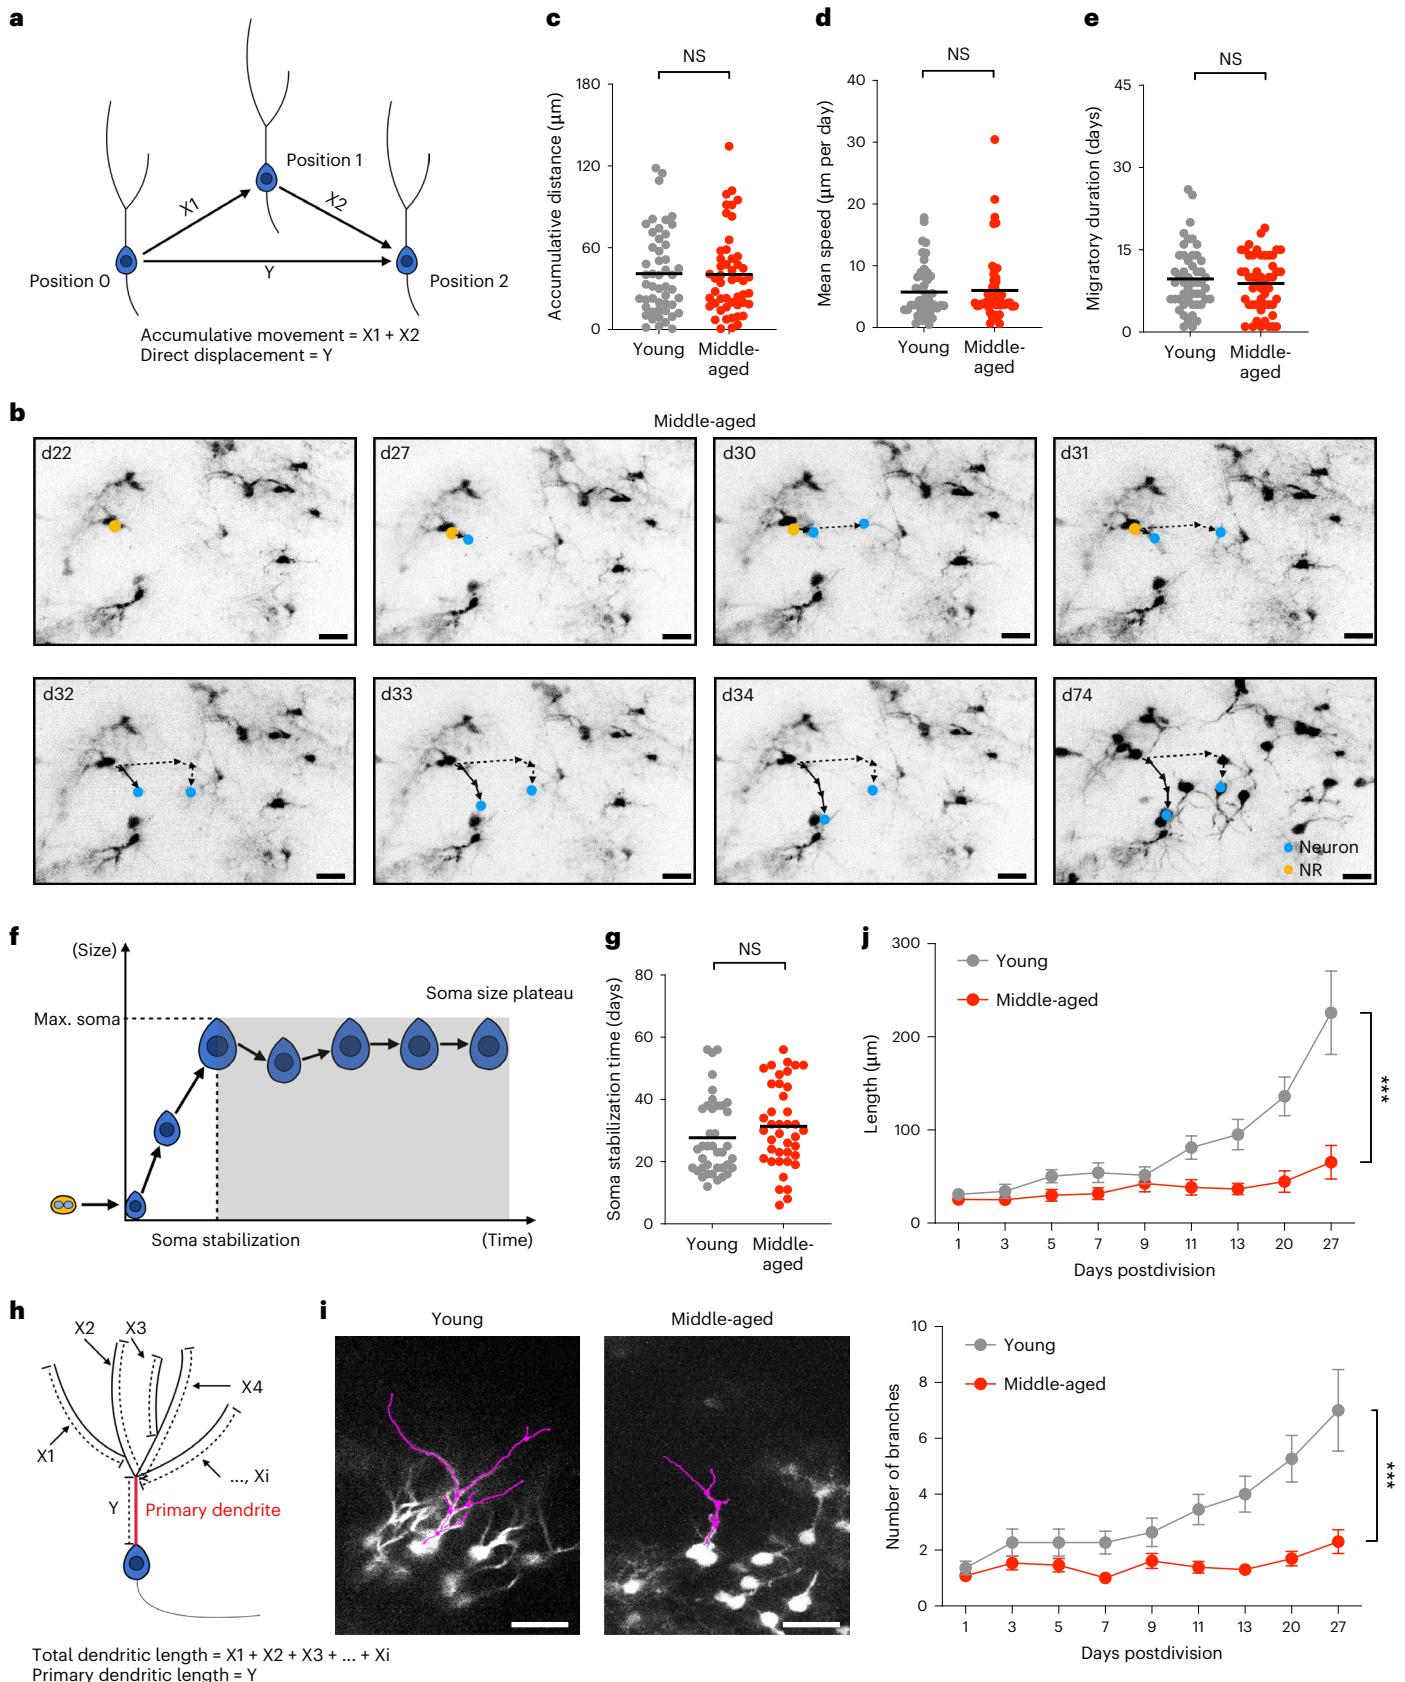 a
Position 0
Position 1
Position 2
X1
X2
Y
Accumulative movement = X1 + X2
Direct displacement = Y
c
NS
Accumulative distance (μm)
180
120
60
0
Young
Middle-
aged
d
NS
Mean speed (μm per day)
40
30
20
10
0
Young
Middle-
aged
e
NS
Migratory duration (days)
45
30
15
0
Young
Middle-
aged
b
Middle-aged
d22
d27
d30
d31
d32
d33
d34
d74
Neuron
NR
f
(Size)
Max. soma
Soma size plateau
Soma stabilization
(Time)
g
NS
Soma stabilization time (days)
80
60
40
20
0
Young
Middle-
aged
j
Young
Middle-aged
Length (μm)
300
200
100
0
***
1 3 5 7 9 11 13 20 27
Days postdivision
h
X2 X3
X4
X1
..., Xi
Y
Primary dendrite
Total dendritic length = X1 + X2 + X3 + ... + Xi
Primary dendritic length = Y
i
Young
Middle-aged
Young
Middle-aged
Number of branches
10
8
6
4
2
0
***
1 3 5 7 9 11 13 20 27
Days postdivision